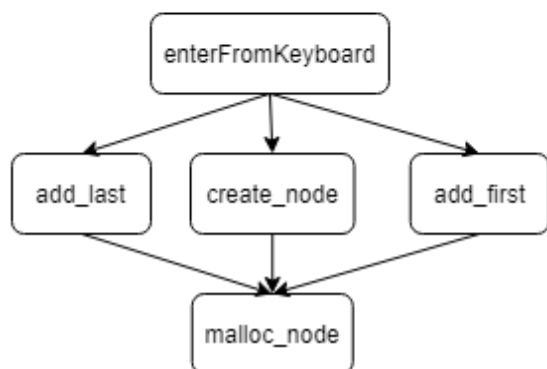 enterFromKeyboard
add_last
create_node
add_first
malloc_node